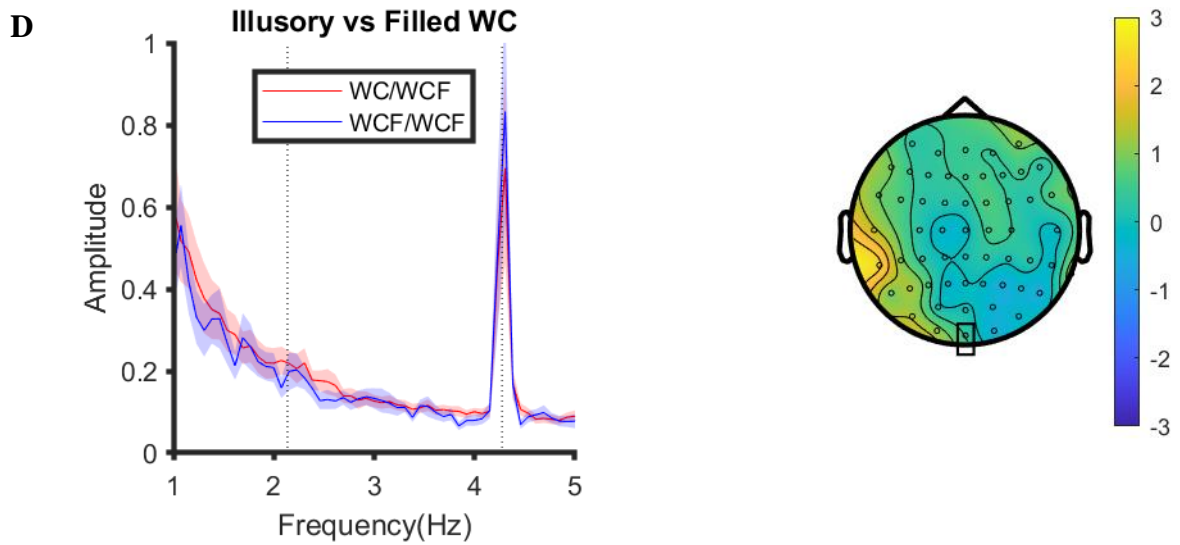 D
Illusory vs Filled WC
WC/WCF
WCF/WCF
1
0.8
0.6
0.4
0.2
0
Amplitude
1 2 3 4 5
Frequency(Hz)
3
2
1
0
-1
-2
-3